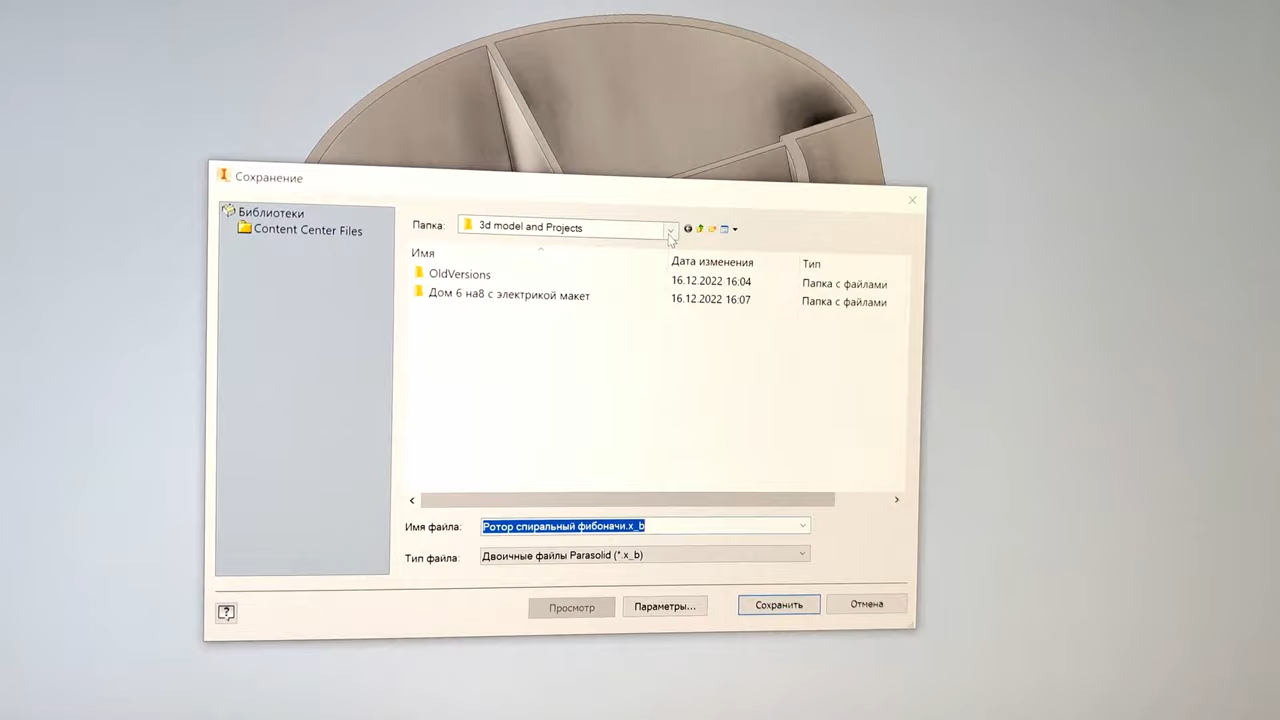 Сохранение
Библиотеки
Content Center Files
Папка:
3d model and Projects
Имя
Дата изменения
Тип
OldVersions
16.12.2022 16:04
Папка с файлами
Дом 6 на8 с электрикой макет
16.12.2022 16:07
Папка с файлами
Имя файла:
Ротор спиральный фибоначи.x_b
Тип файла:
Двоичные файлы Parasolid (*.x_b)
Просмотр
Параметры...
Сохранить
Отмена